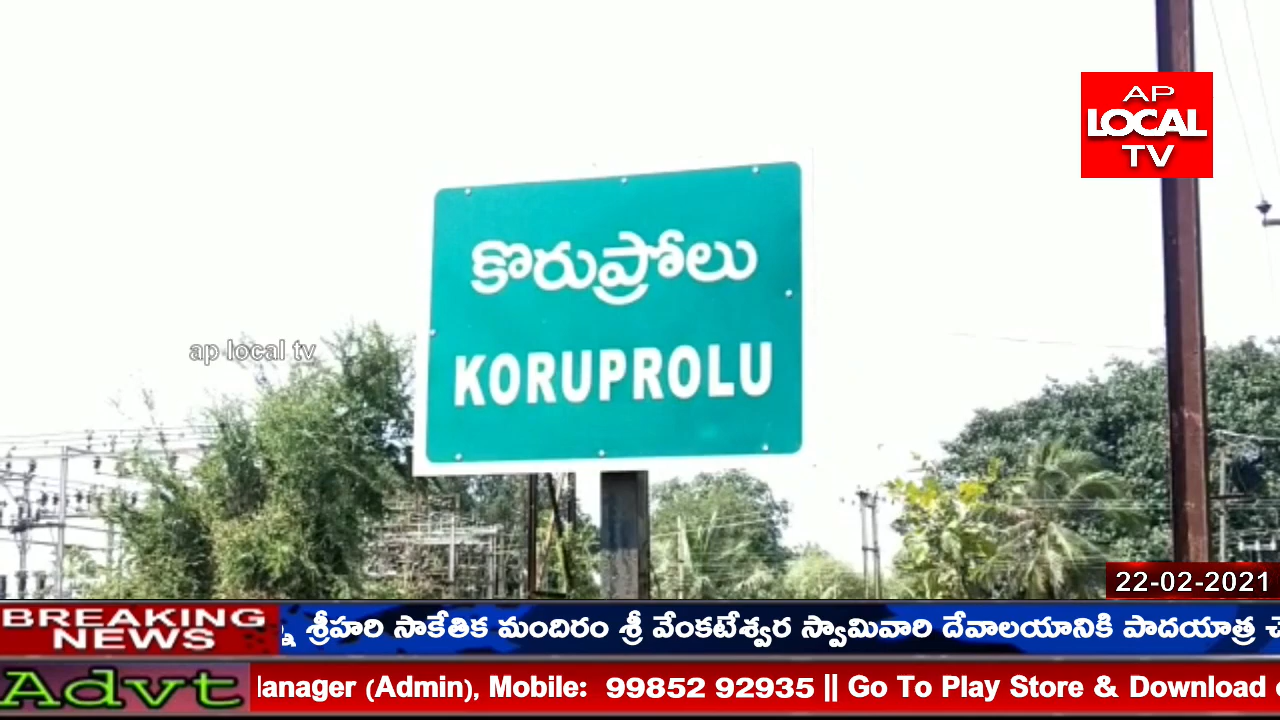 AP
LOCAL
TV
కొరుప్రోలు
KORUPROLU
ap local tv
22-02-2021
BREAKING
NEWS
శ్రీహరి సాకేతిక మందిరం శ్రీ వేంకటేశ్వర స్వామివారి దేవాలయానికి పాదయాత్ర
Advt
(Admin), Mobile: 99852 92935 || Go To Play Store & Download